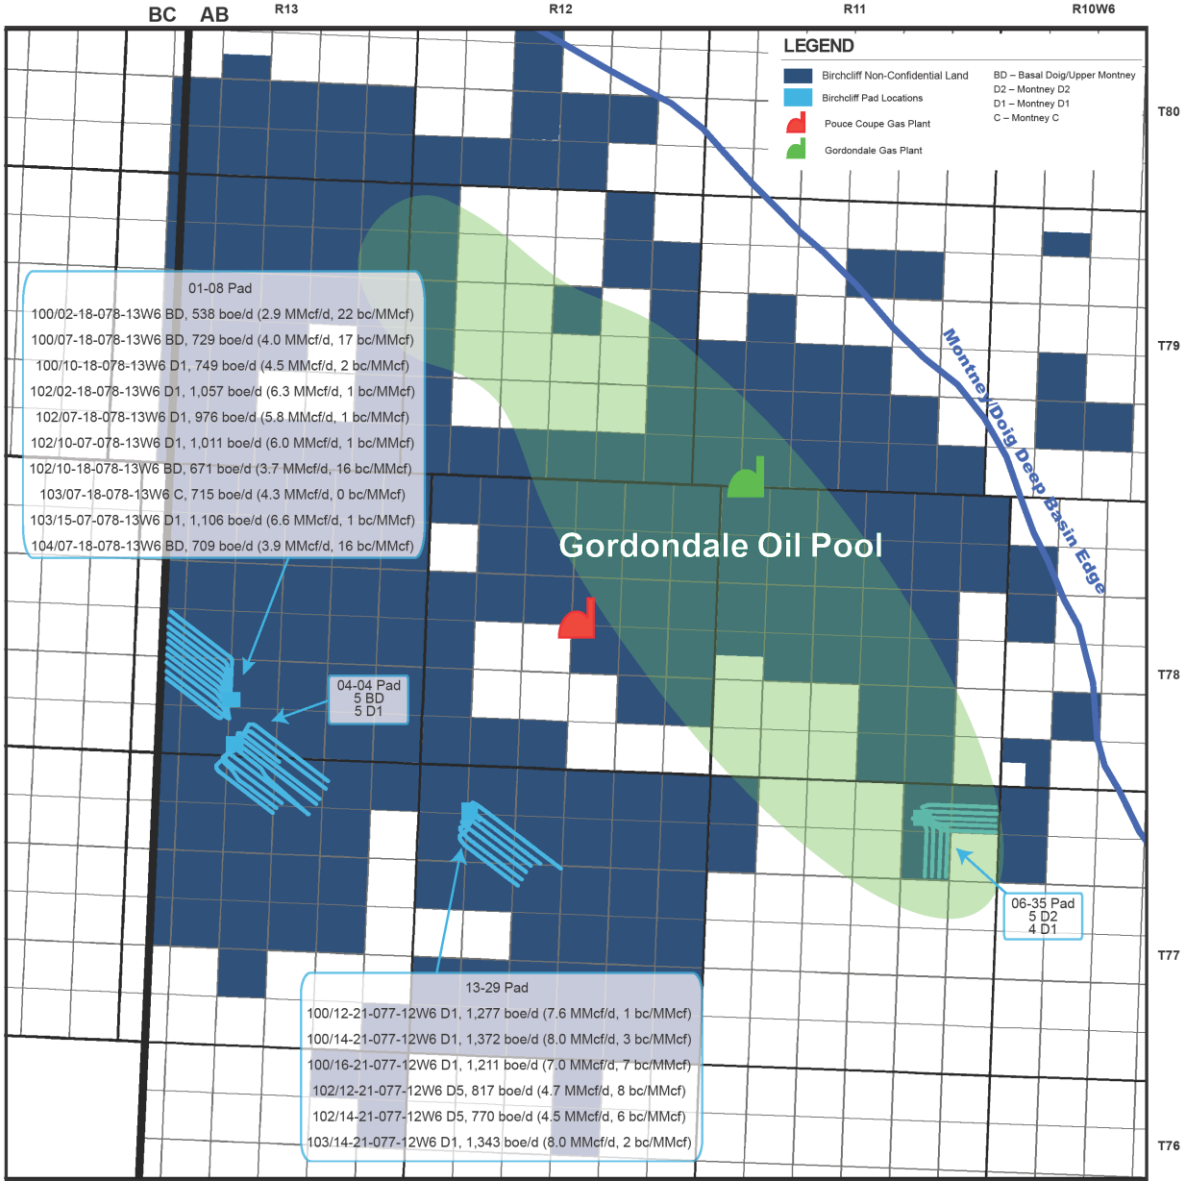 BC AB R13 R12 R11 R10W6
LEGEND
Birchcliff Non-Confidential Land
Birchcliff Pad Locations
Pouce Coupe Gas Plant
Gordondale Gas Plant
BD – Basal Doig/Upper Montney
D2 – Montney D2
D1 – Montney D1
C – Montney C
T80
T79
T78
T77
T76
Montney/Doig Deep Basin Edge
01-08 Pad
100/02-18-078-13W6 BD, 538 boe/d (2.9 MMcf/d, 22 bc/MMcf)
100/07-18-078-13W6 BD, 729 boe/d (4.0 MMcf/d, 17 bc/MMcf)
100/10-18-078-13W6 D1, 749 boe/d (4.5 MMcf/d, 2 bc/MMcf)
102/02-18-078-13W6 D1, 1,057 boe/d (6.3 MMcf/d, 1 bc/MMcf)
102/07-18-078-13W6 D1, 976 boe/d (5.8 MMcf/d, 1 bc/MMcf)
102/10-07-078-13W6 D1, 1,011 boe/d (6.0 MMcf/d, 1 bc/MMcf)
102/10-18-078-13W6 BD, 671 boe/d (3.7 MMcf/d, 16 bc/MMcf)
103/07-18-078-13W6 C, 715 boe/d (4.3 MMcf/d, 0 bc/MMcf)
103/15-07-078-13W6 D1, 1,106 boe/d (6.6 MMcf/d, 1 bc/MMcf)
104/07-18-078-13W6 BD, 709 boe/d (3.9 MMcf/d, 16 bc/MMcf)
Gordondale Oil Pool
04-04 Pad
5 BD
5 D1
06-35 Pad
5 D2
4 D1
13-29 Pad
100/12-21-077-12W6 D1, 1,277 boe/d (7.6 MMcf/d, 1 bc/MMcf)
100/14-21-077-12W6 D1, 1,372 boe/d (8.0 MMcf/d, 3 bc/MMcf)
100/16-21-077-12W6 D1, 1,211 boe/d (7.0 MMcf/d, 7 bc/MMcf)
102/12-21-077-12W6 D5, 817 boe/d (4.7 MMcf/d, 8 bc/MMcf)
102/14-21-077-12W6 D5, 770 boe/d (4.5 MMcf/d, 6 bc/MMcf)
103/14-21-077-12W6 D1, 1,343 boe/d (8.0 MMcf/d, 2 bc/MMcf)